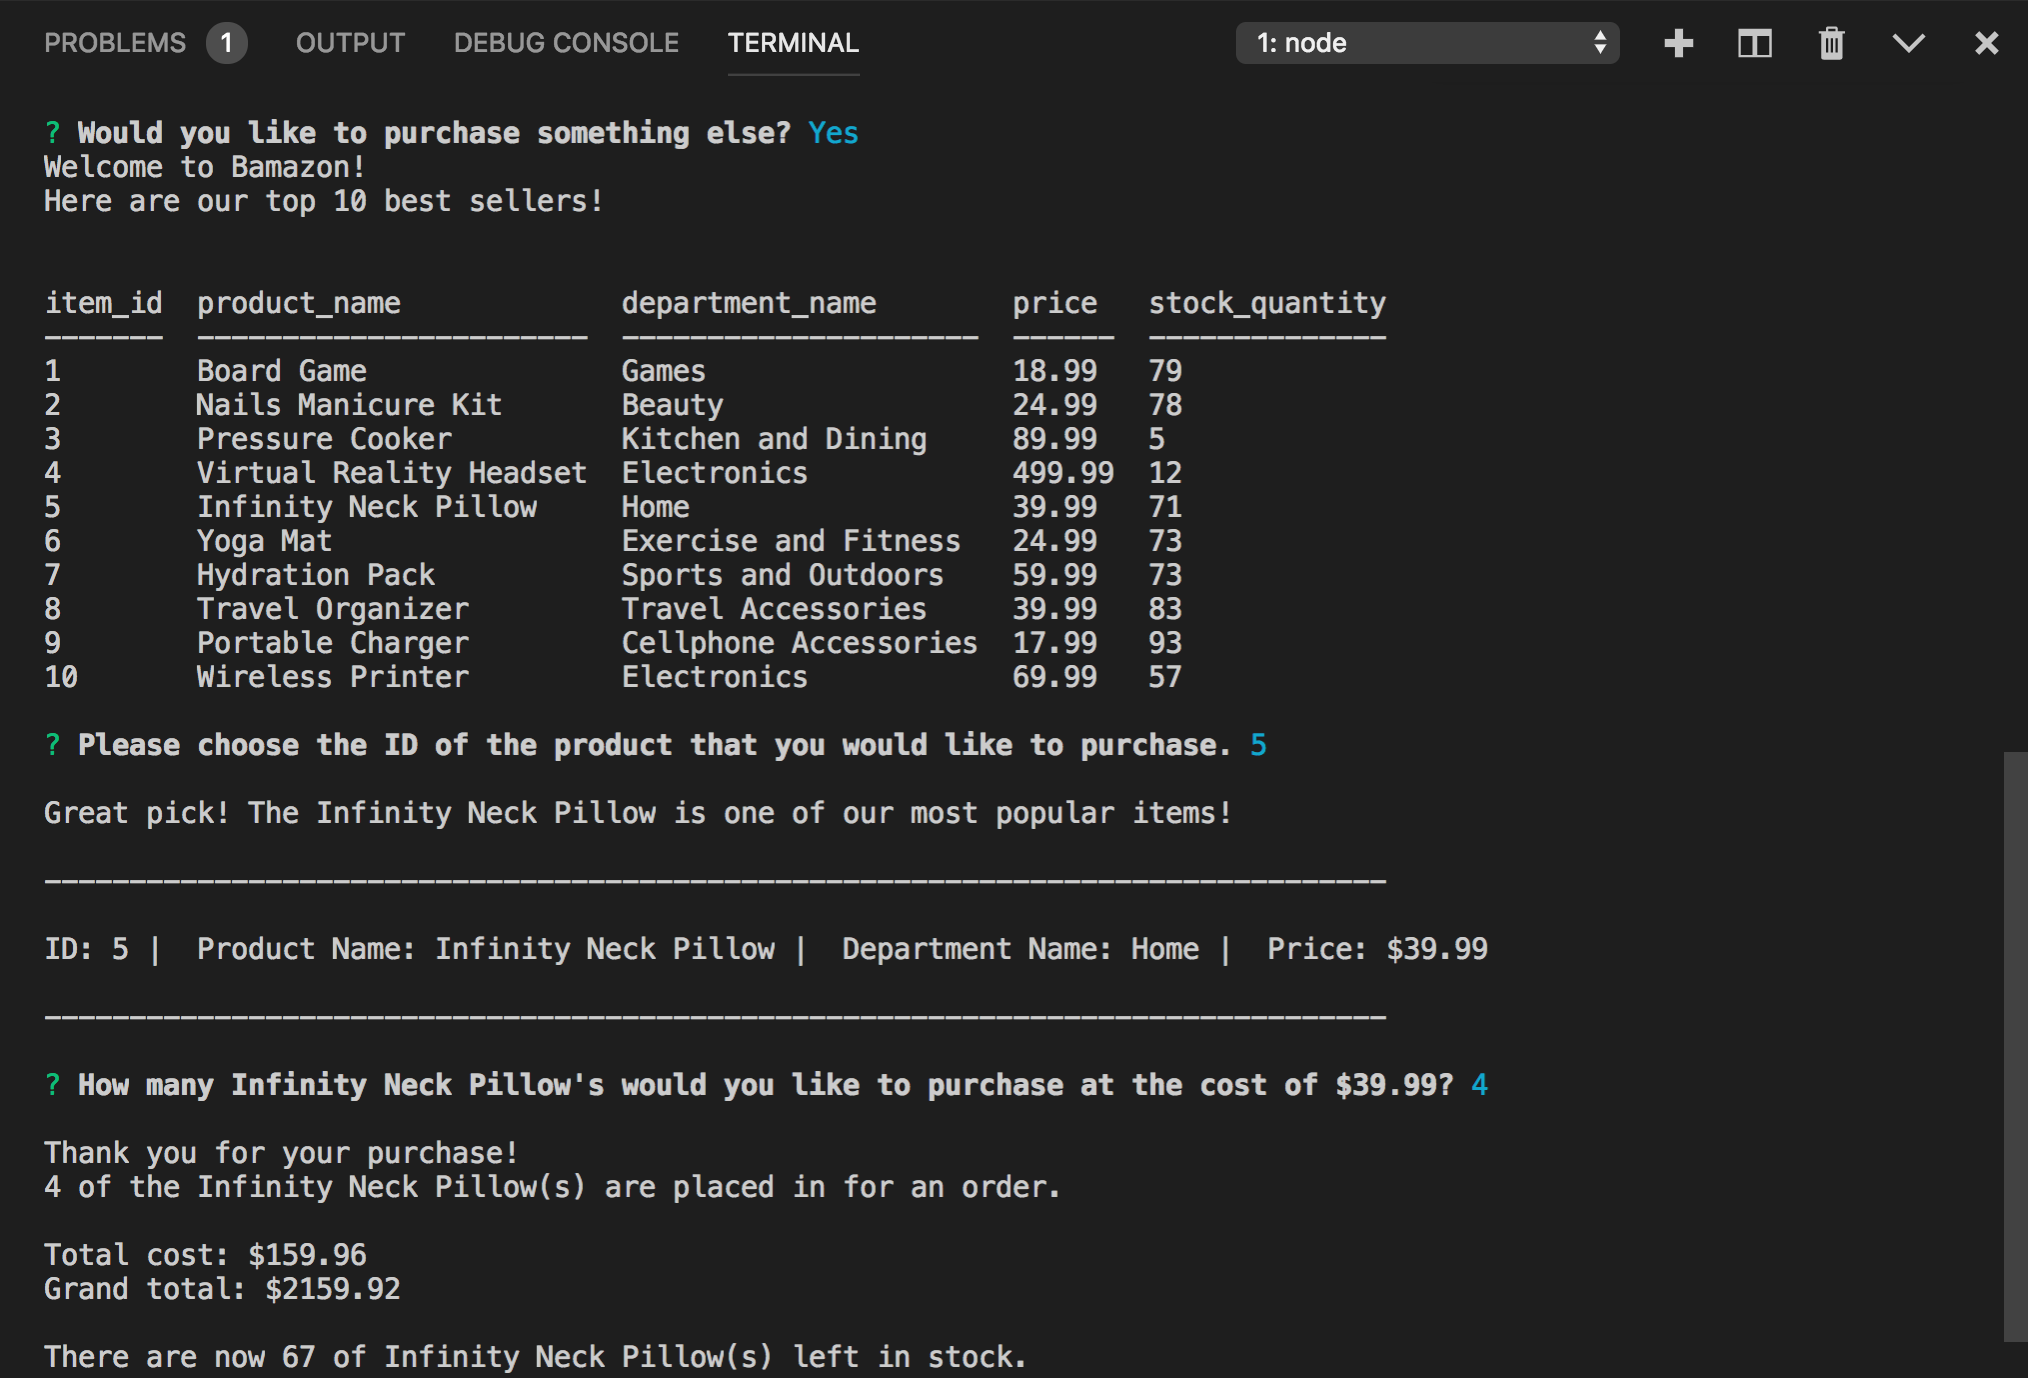 PROBLEMS 1 OUTPUT DEBUG CONSOLE TERMINAL 1: node
? Would you like to purchase something else? Yes
Welcome to Bamazon!
Here are our top 10 best sellers!
item_id  product_name             department_name        price   stock_quantity
-------  -----------------------  ---------------------  ------  --------------
1        Board Game               Games                  18.99   79
2        Nails Manicure Kit       Beauty                 24.99   78
3        Pressure Cooker          Kitchen and Dining     89.99   5
4        Virtual Reality Headset  Electronics            499.99  12
5        Infinity Neck Pillow     Home                   39.99   71
6        Yoga Mat                 Exercise and Fitness   24.99   73
7        Hydration Pack           Sports and Outdoors    59.99   73
8        Travel Organizer         Travel Accessories     39.99   83
9        Portable Charger         Cellphone Accessories  17.99   93
10       Wireless Printer         Electronics            69.99   57
? Please choose the ID of the product that you would like to purchase. 5
Great pick! The Infinity Neck Pillow is one of our most popular items!
-------------------------------------------------------------------------------
ID: 5 |  Product Name: Infinity Neck Pillow |  Department Name: Home |  Price: $39.99
-------------------------------------------------------------------------------
? How many Infinity Neck Pillow's would you like to purchase at the cost of $39.99? 4
Thank you for your purchase!
4 of the Infinity Neck Pillow(s) are placed in for an order.
Total cost: $159.96
Grand total: $2159.92
There are now 67 of Infinity Neck Pillow(s) left in stock.